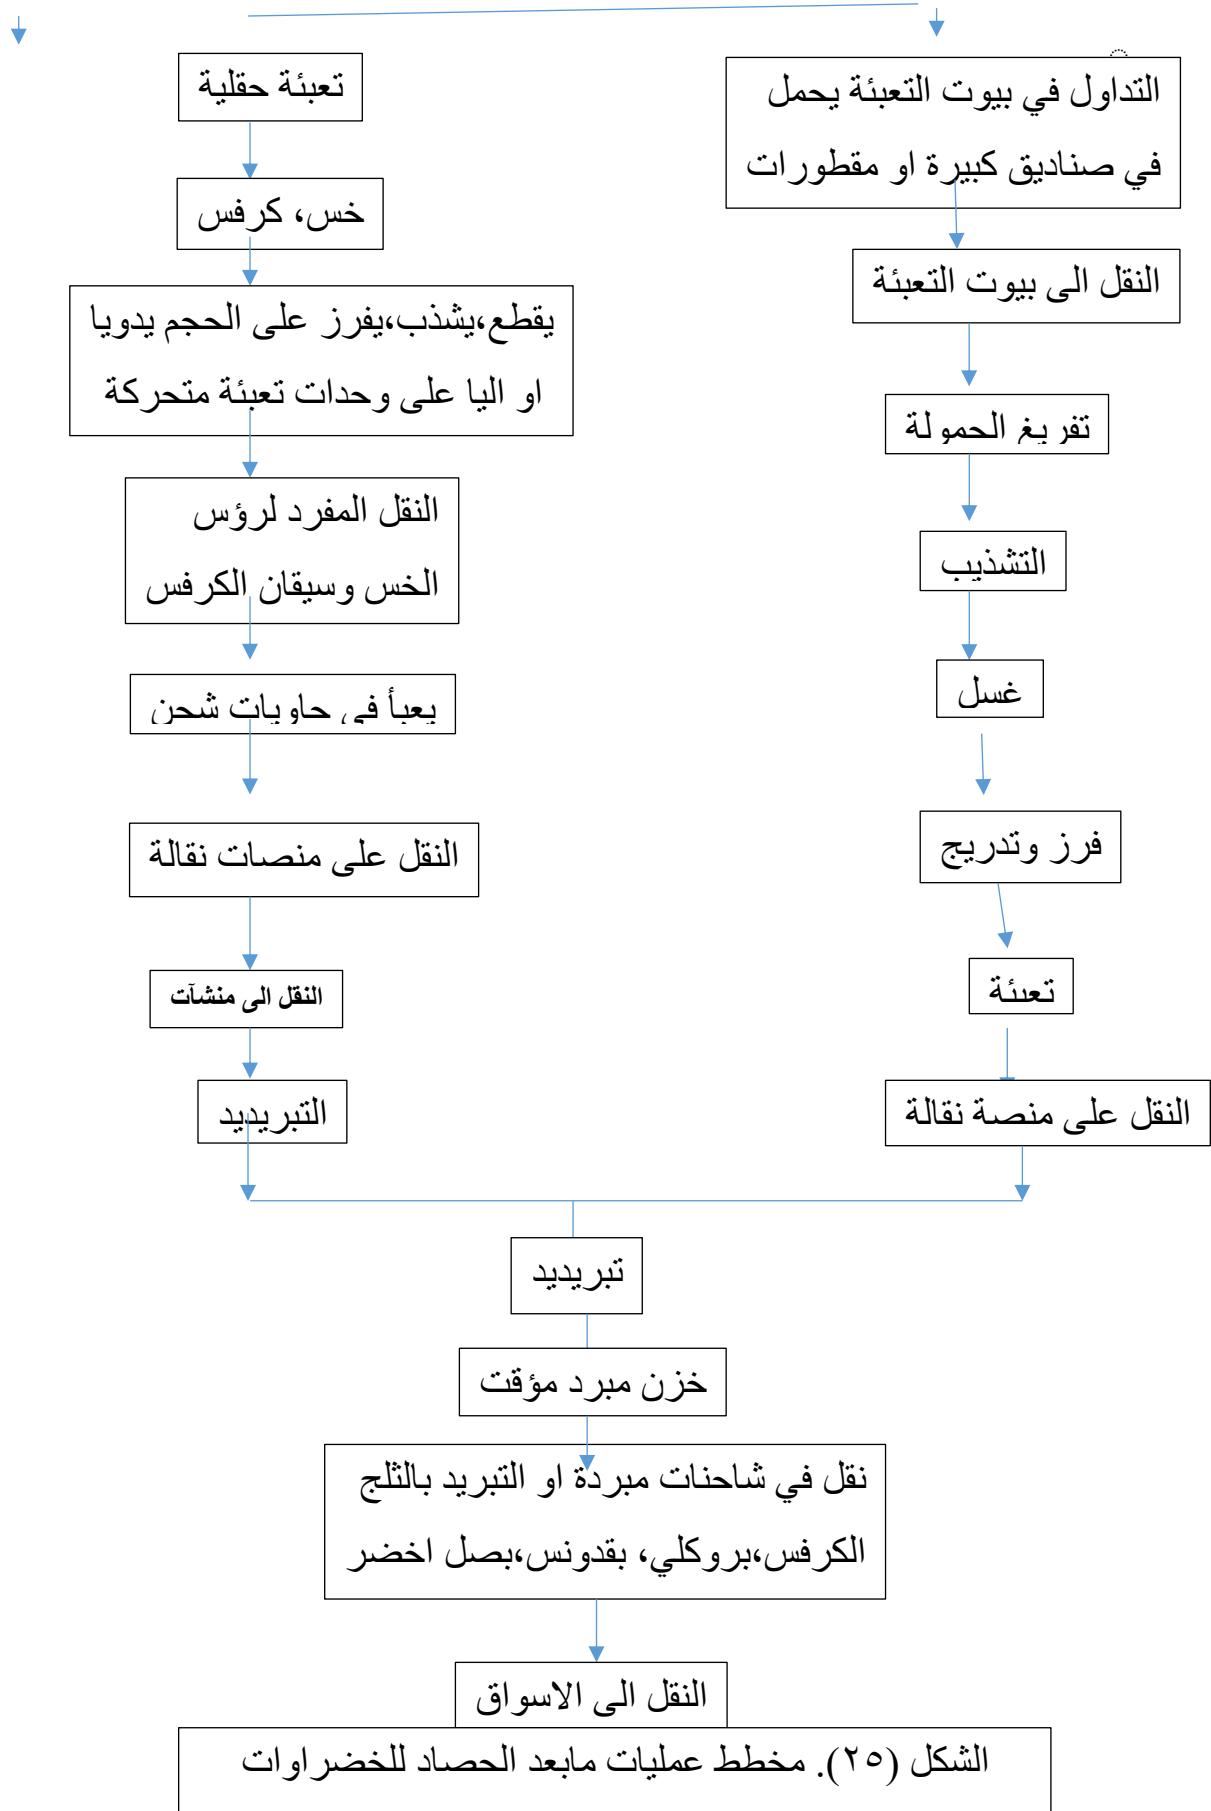 التداول في بيوت التعبئة يحمل
في صناديق كبيرة او مقطورات
النقل الى بيوت التعبئة
تفريغ الحمولة
التشذيب
غسل
فرز وتدريج
تعبئة
النقل على منصة نقالة
تعبئة حقلية
خس، كرفس
يقطع،يشذب،يفرز على الحجم يدويا
او اليا على وحدات تعبئة متحركة
النقل المفرد لرؤس
الخس وسيقان الكرفس
يعبأ في حاويات شحن
النقل على منصات نقالة
النقل الى منشآت
التبريديد
تبريديد
خزن مبرد مؤقت
نقل في شاحنات مبردة او التبريد بالثلج
الكرفس،بروكلي، بقدونس،بصل اخضر
النقل الى الاسواق
الشكل (٢٥). مخطط عمليات مابعد الحصاد للخضراوات